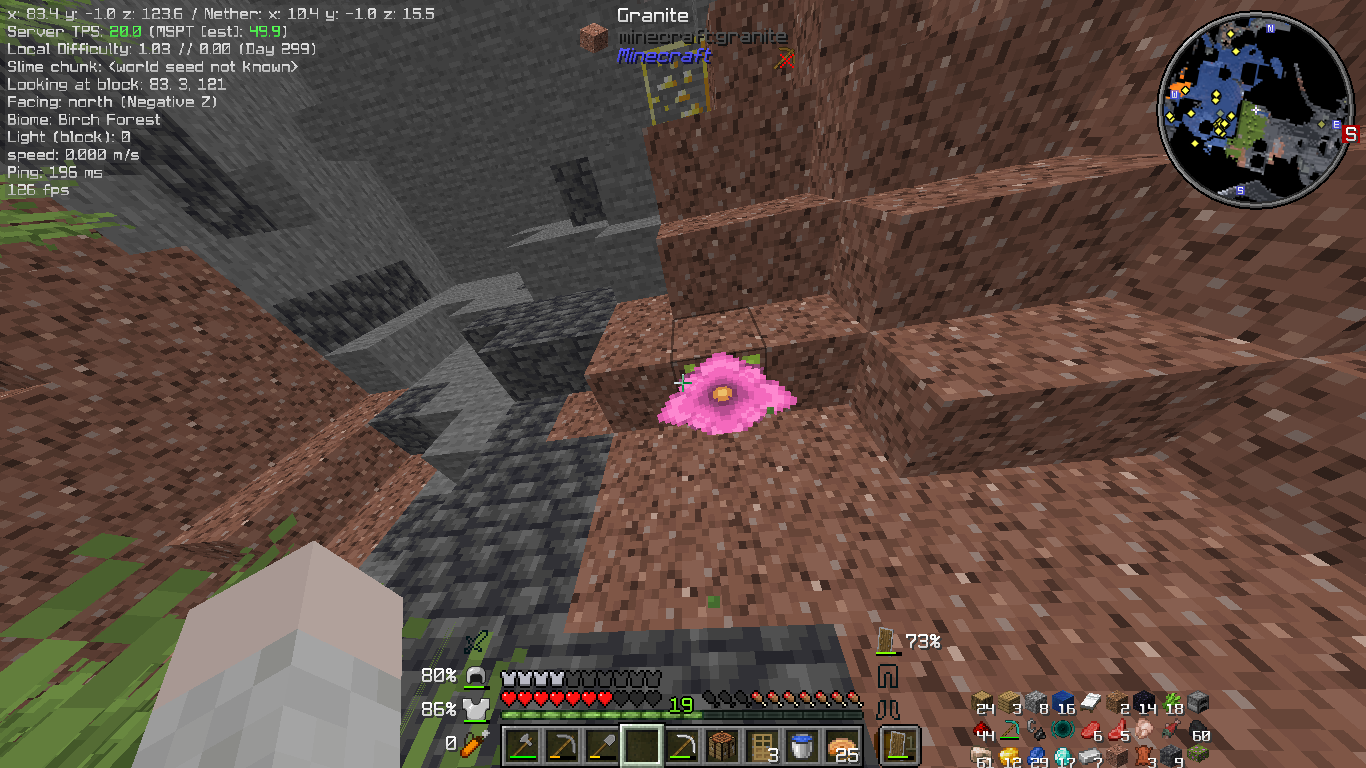 x: 83.4 y: -1.0 z: 123.6 / Nether: x: 10.4 y: -1.0 z: 15.5
Server TPS: 20.0 (MSPT [est]: 49.9)
Local Difficulty: 1.03 // 0.00 (Day 299)
Slime chunk: <world seed not known>
Looking at block: 83, 3, 121
Facing: north (Negative Z)
Biome: Birch Forest
Light (block): 0
speed: 0.000 m/s
Ping: 196 ms
126 fps
Granite
minecraft:granite
Minecraft
N
W
E
S
S
73%
80%
86%
0
19
3
25
24 3 8 16 2 14 18
44 6 5 60
61 12 29 17 7 3 9